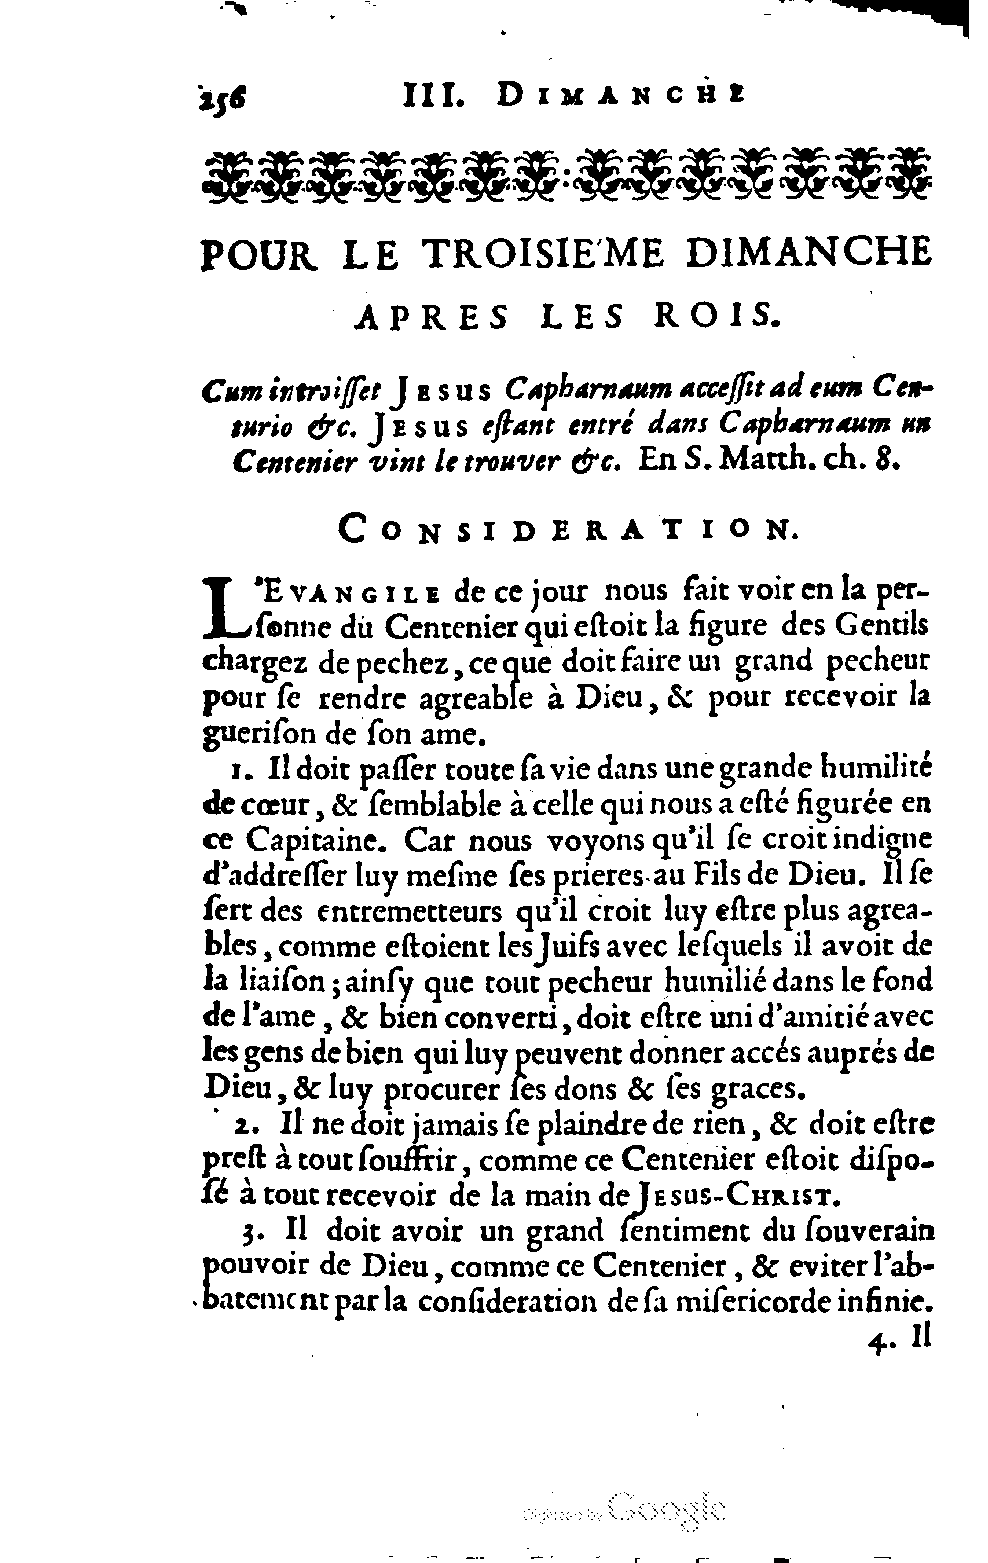 256 III. DIMANCHE
POUR LE TROISIE'ME DIMANCHE
APRES LES ROIS.
Cum introiſſet JESUS Capharnaum acceſſit ad eum Cen-
turio &c. JESUS eſtant entré dans Capharnaum un
Centenier vint le trouver &c. En S. Matth. ch. 8.
CONSIDERATION.
L'EVANGILE de ce jour nous fait voir en la per-
ſonne du Centenier qui eſtoit la figure des Gentils
chargez de pechez, ce que doit faire un grand pecheur
pour ſe rendre agreable à Dieu, & pour recevoir la
gueriſon de ſon ame.
1. Il doit paſſer toute ſa vie dans une grande humilité
de cœur, & ſemblable à celle qui nous a eſté figurée en
ce Capitaine. Car nous voyons qu'il ſe croit indigne
d'addreſſer luy meſme ſes prieres au Fils de Dieu. Il ſe
ſert des entremetteurs qu'il croit luy eſtre plus agrea-
bles, comme eſtoient les Juifs avec leſquels il avoit de
la liaiſon; ainſy que tout pecheur humilié dans le fond
de l'ame, & bien converti, doit eſtre uni d'amitié avec
les gens de bien qui luy peuvent donner accés auprés de
Dieu, & luy procurer ſes dons & ſes graces.
2. Il ne doit jamais ſe plaindre de rien, & doit eſtre
preſt à tout ſouffrir, comme ce Centenier eſtoit diſpo-
ſé à tout recevoir de la main de JESUS-CHRIST.
3. Il doit avoir un grand ſentiment du ſouverain
pouvoir de Dieu, comme ce Centenier, & eviter l'ab-
batement par la conſideration de ſa miſericorde infinie.
4. Il
Digitized by Google